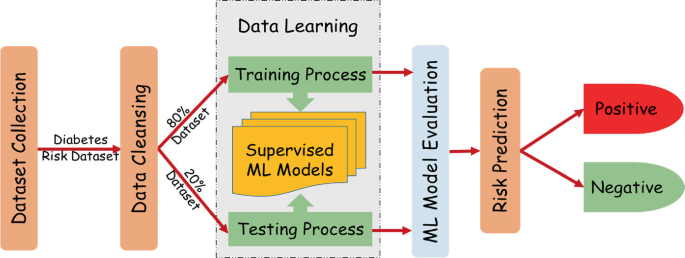 Dataset Collection
Diabetes
Risk Dataset
Data Cleansing
80%
Dataset
20%
Dataset
Data Learning
Training Process
Supervised
ML Models
Testing Process
ML Model Evaluation
Risk Prediction
Positive
Negative